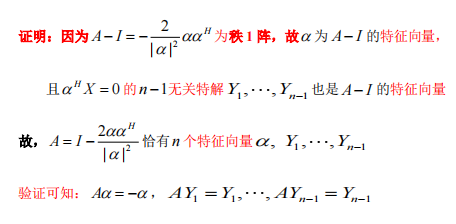 证明：因为 $A-I=-\frac{2}{|\alpha|^2}\alpha\alpha^H$ 为秩 1 阵，故 $\alpha$ 为 $A-I$ 的特征向量，
且 $\alpha^H X=0$ 的 $n-1$ 无关特解 $Y_1,\cdots,Y_{n-1}$ 也是 $A-I$ 的特征向量
故，$A=I-\frac{2\alpha\alpha^H}{|\alpha|^2}$ 恰有 $n$ 个特征向量 $\alpha,\ Y_1,\cdots,Y_{n-1}$
验证可知：$A\alpha=-\alpha$，$AY_1=Y_1,\cdots,AY_{n-1}=Y_{n-1}$